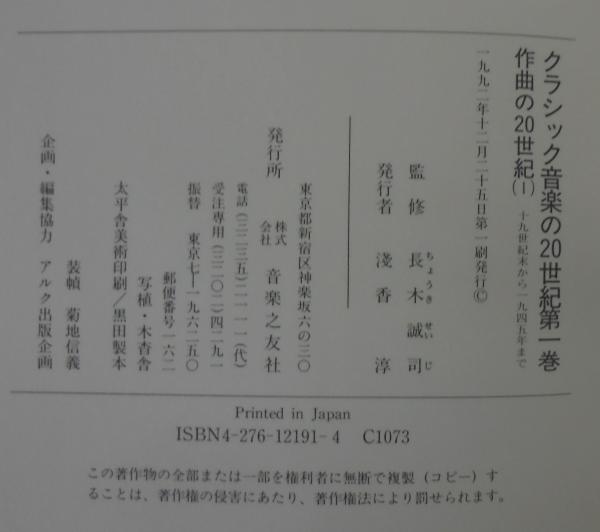 クラシック音楽の20世紀第一巻
作曲の20世紀(Ⅰ) 十九世紀末から一九四五年まで
一九九二年十二月二十五日第一刷発行©
監修 長木誠司
ちょうき せいじ
発行者 淺香 淳
発行所 株式会社 音楽之友社
東京都新宿区神楽坂六の三〇
電話(三二三五)二一一一(代)
受注専用(三二〇二)四二九一
振替 東京七―一九六二五〇
郵便番号一六二
写植・木杳舎
太平舎美術印刷／黒田製本
装幀 菊地信義
企画・編集協力 アルク出版企画
Printed in Japan
ISBN4-276-12191-4 C1073
この著作物の全部または一部を権利者に無断で複製（コピー）す
ることは、著作権の侵害にあたり、著作権法により罰せられます。